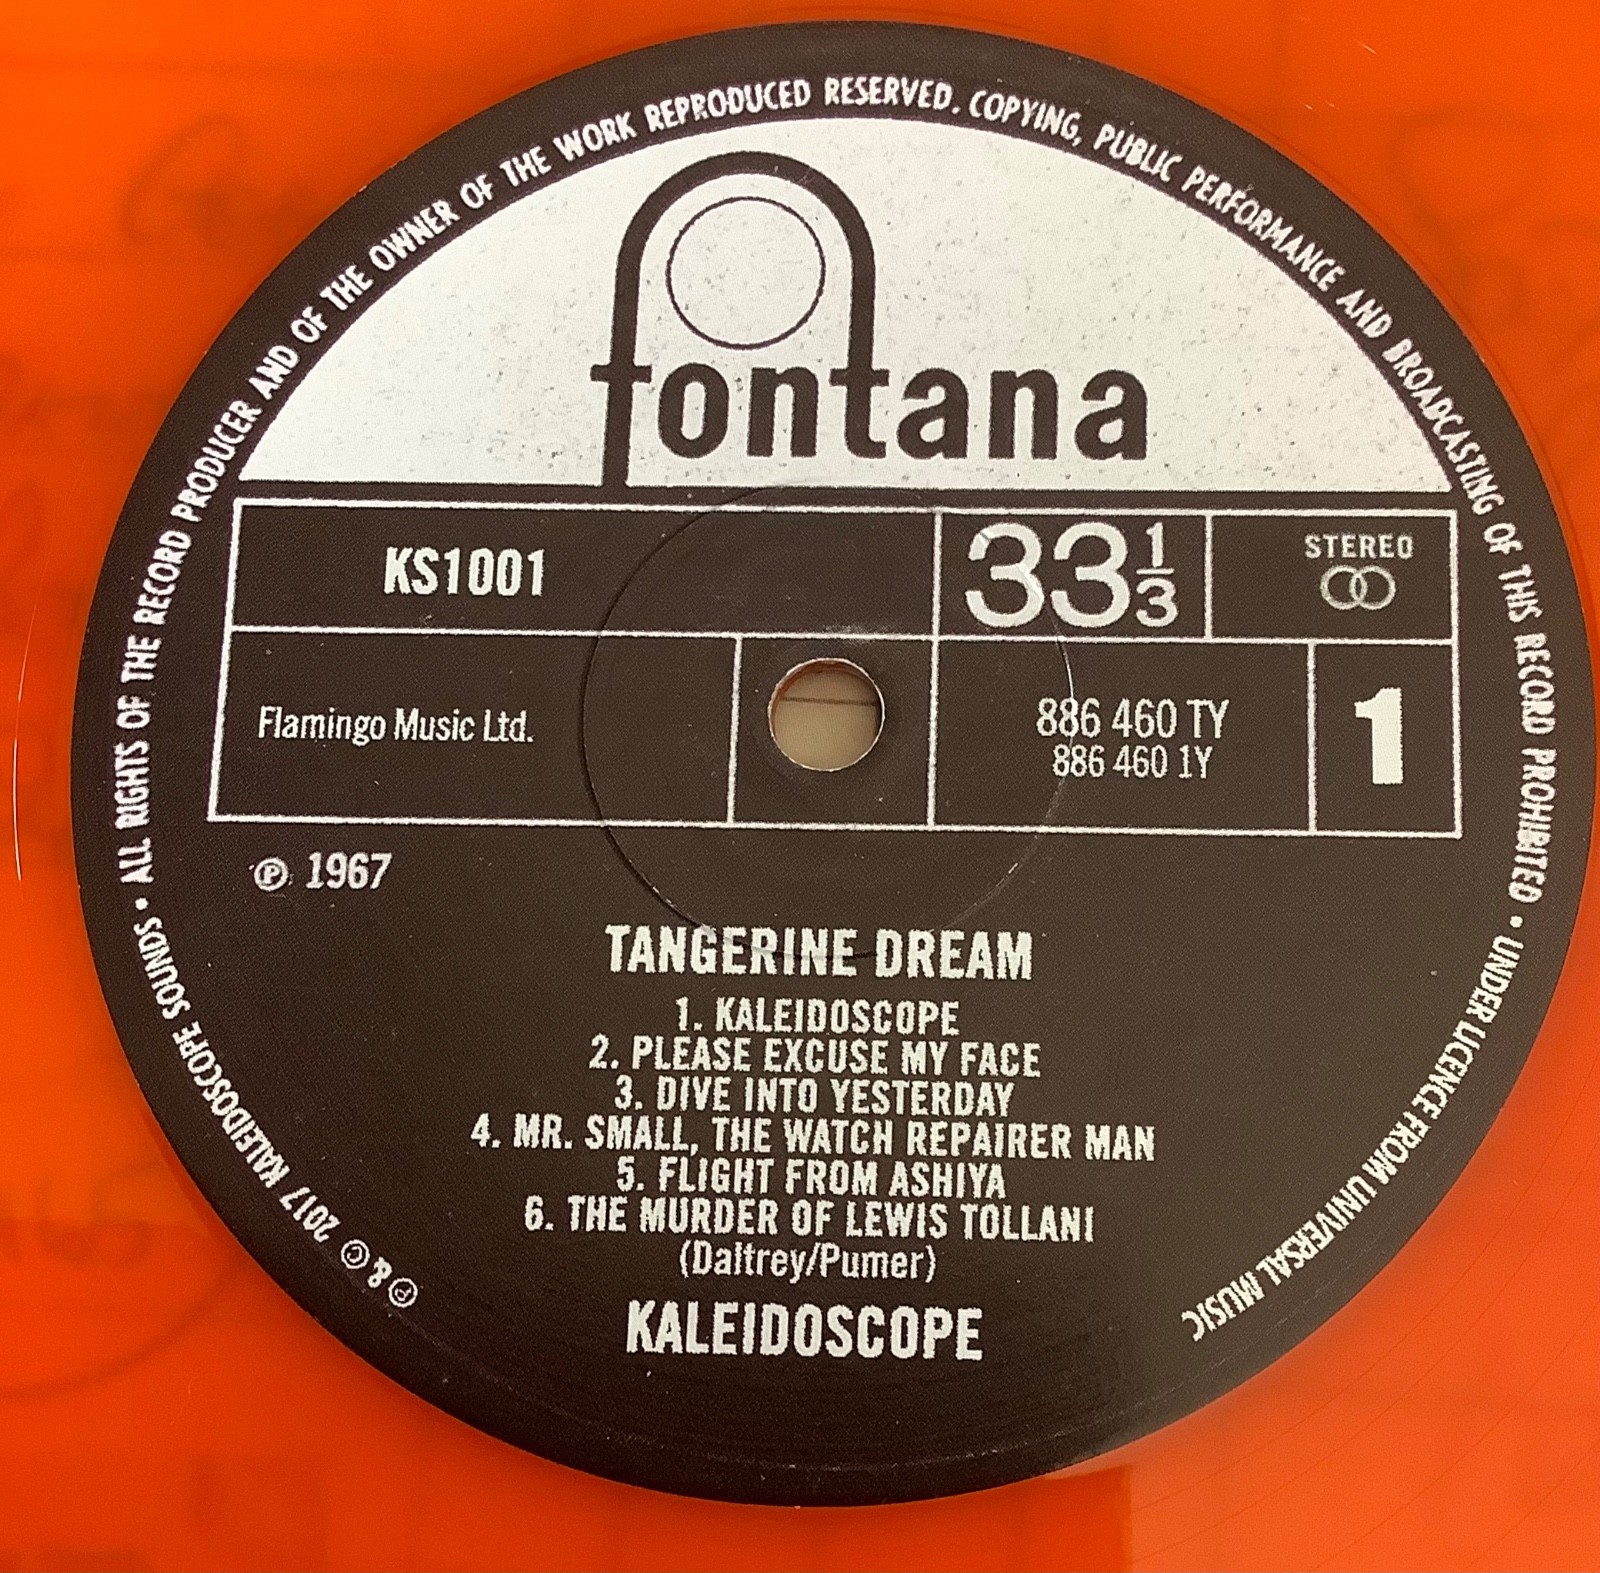 ALL RIGHTS OF THE RECORD PRODUCER AND OF THE OWNER OF THE WORK REPRODUCED RESERVED. COPYING, PUBLIC PERFORMANCE AND BROADCASTING OF THIS RECORD PROHIBITED • UNDER LICENCE FROM UNIVERSAL MUSIC
fontana
KS1001
33 1/3
STEREO
Flamingo Music Ltd.
886 460 TY
886 460 1Y
1
℗ 1967
TANGERINE DREAM
1. KALEIDOSCOPE
2. PLEASE EXCUSE MY FACE
3. DIVE INTO YESTERDAY
4. MR. SMALL, THE WATCH REPAIRER MAN
5. FLIGHT FROM ASHIYA
6. THE MURDER OF LEWIS TOLLANI
(Daltrey/Pumer)
KALEIDOSCOPE
℗ & © 2017 KALEIDOSCOPE SOUNDS •